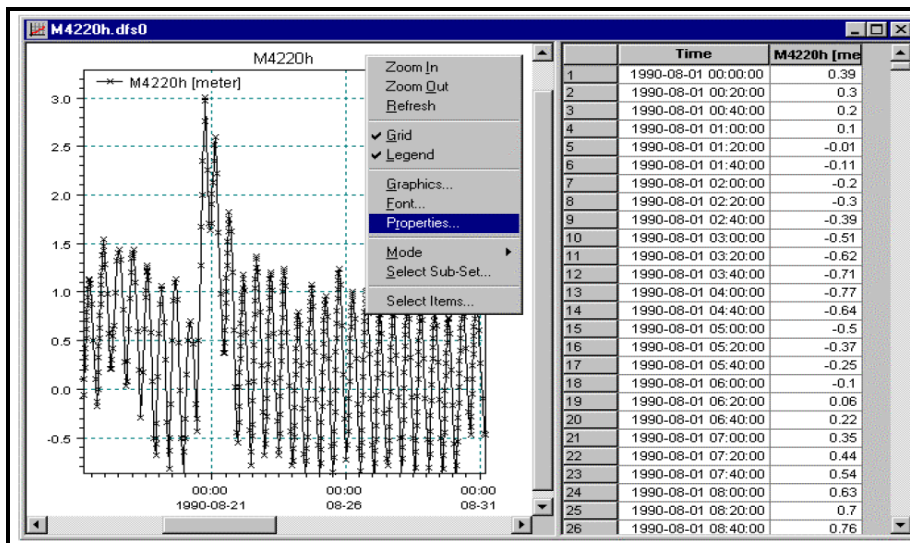 M4220h.dfs0
M4220h
M4220h [meter]
3.0
2.5
2.0
1.5
1.0
0.5
0.0
-0.5
00:00
1990-08-21
00:00
08-26
00:00
08-31
Zoom In
Zoom Out
Refresh
Grid
Legend
Graphics...
Font...
Properties...
Mode
Select Sub-Set...
Select Items...
Time M4220h [me
1 1990-08-01 00:00:00 0.39
2 1990-08-01 00:20:00 0.3
3 1990-08-01 00:40:00 0.2
4 1990-08-01 01:00:00 0.1
5 1990-08-01 01:20:00 -0.01
6 1990-08-01 01:40:00 -0.11
7 1990-08-01 02:00:00 -0.2
8 1990-08-01 02:20:00 -0.3
9 1990-08-01 02:40:00 -0.39
10 1990-08-01 03:00:00 -0.51
11 1990-08-01 03:20:00 -0.62
12 1990-08-01 03:40:00 -0.71
13 1990-08-01 04:00:00 -0.77
14 1990-08-01 04:40:00 -0.64
15 1990-08-01 05:00:00 -0.5
16 1990-08-01 05:20:00 -0.37
17 1990-08-01 05:40:00 -0.25
18 1990-08-01 06:00:00 -0.1
19 1990-08-01 06:20:00 0.06
20 1990-08-01 06:40:00 0.22
21 1990-08-01 07:00:00 0.35
22 1990-08-01 07:20:00 0.44
23 1990-08-01 07:40:00 0.54
24 1990-08-01 08:00:00 0.63
25 1990-08-01 08:20:00 0.7
26 1990-08-01 08:40:00 0.76